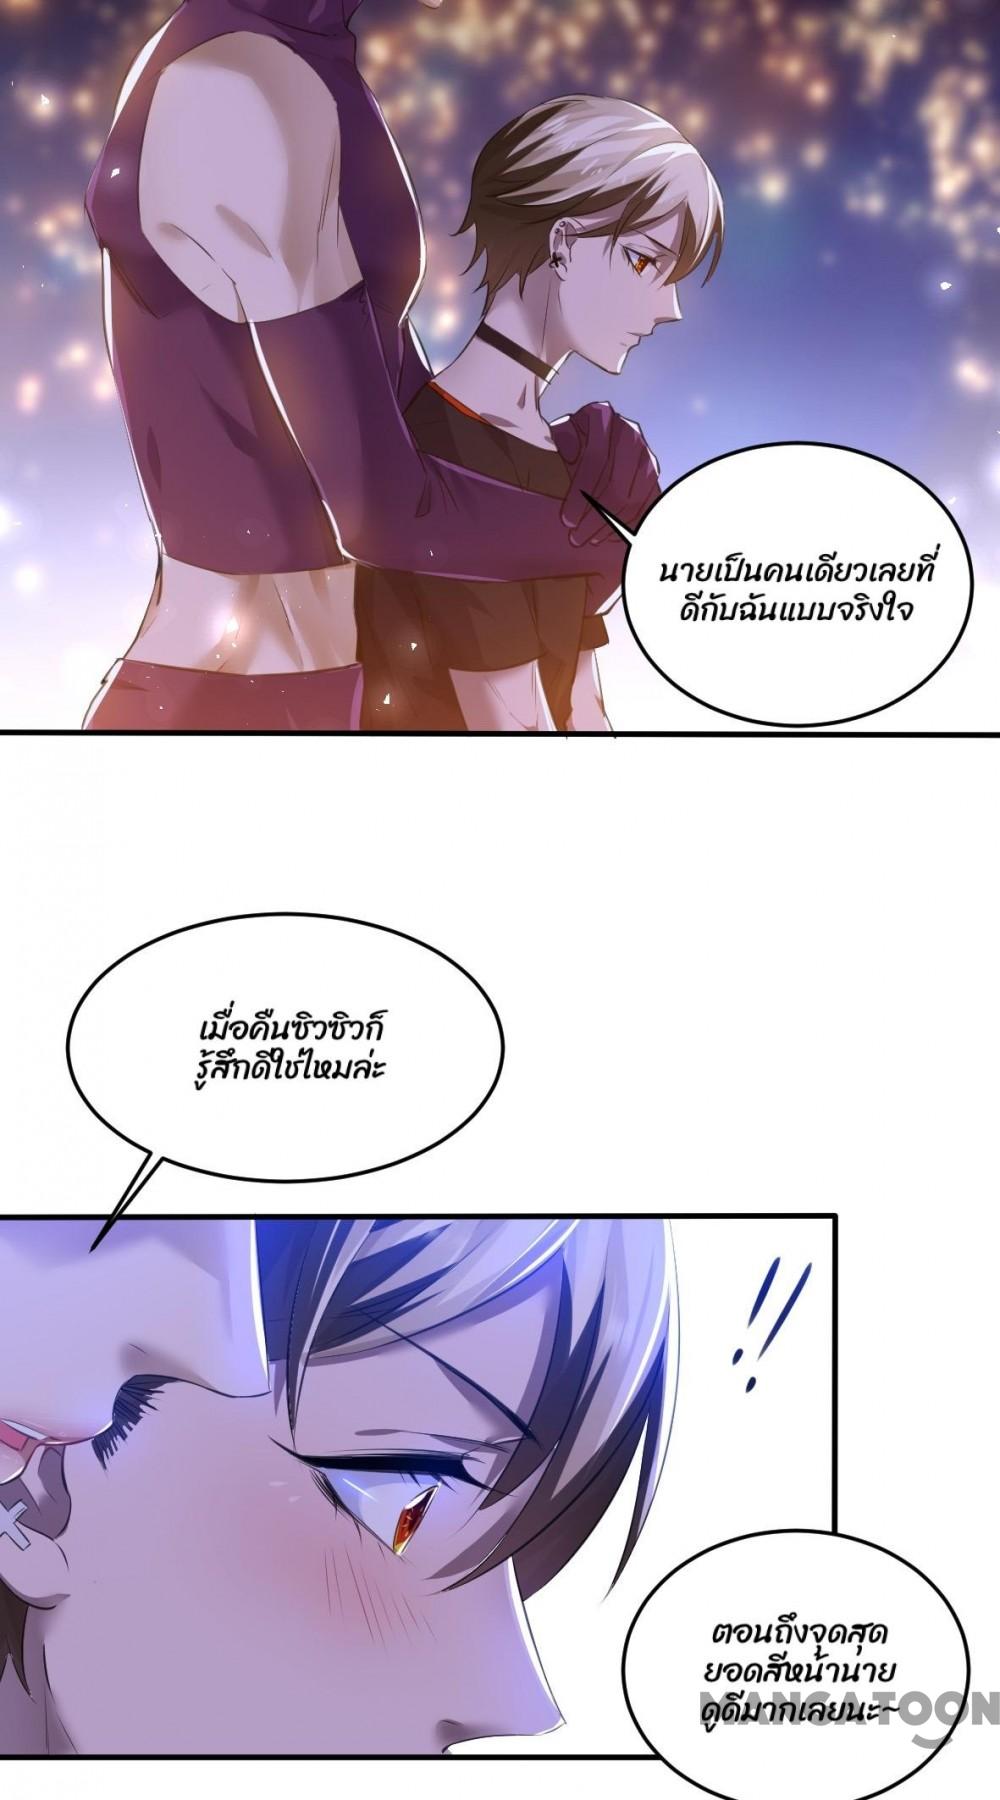 นายเป็นคนเดียวเลยที่
ดีกับฉันแบบจริงใจ
เมื่อคืนซิวซิวก็
รู้สึกดีใช่ไหมล่ะ
!!
ตอนถึงจุดสุด
ยอดสีหน้านาย
ดูดีมากเลยนะ~
MANGATOON